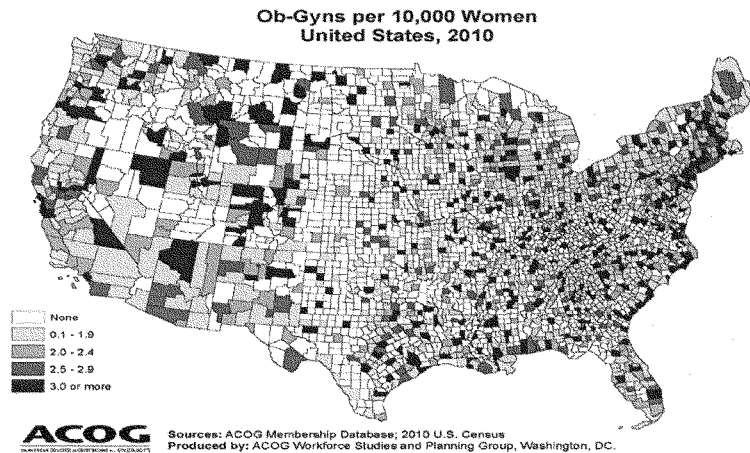 Ob-Gyns per 10,000 Women
United States, 2010
None
0.1 - 1.9
2.0 - 2.4
2.5 - 2.9
3.0 or more
ACOG
Sources: ACOG Membership Database; 2010 U.S. Census
Produced by: ACOG Workforce Studies and Planning Group, Washington, DC.